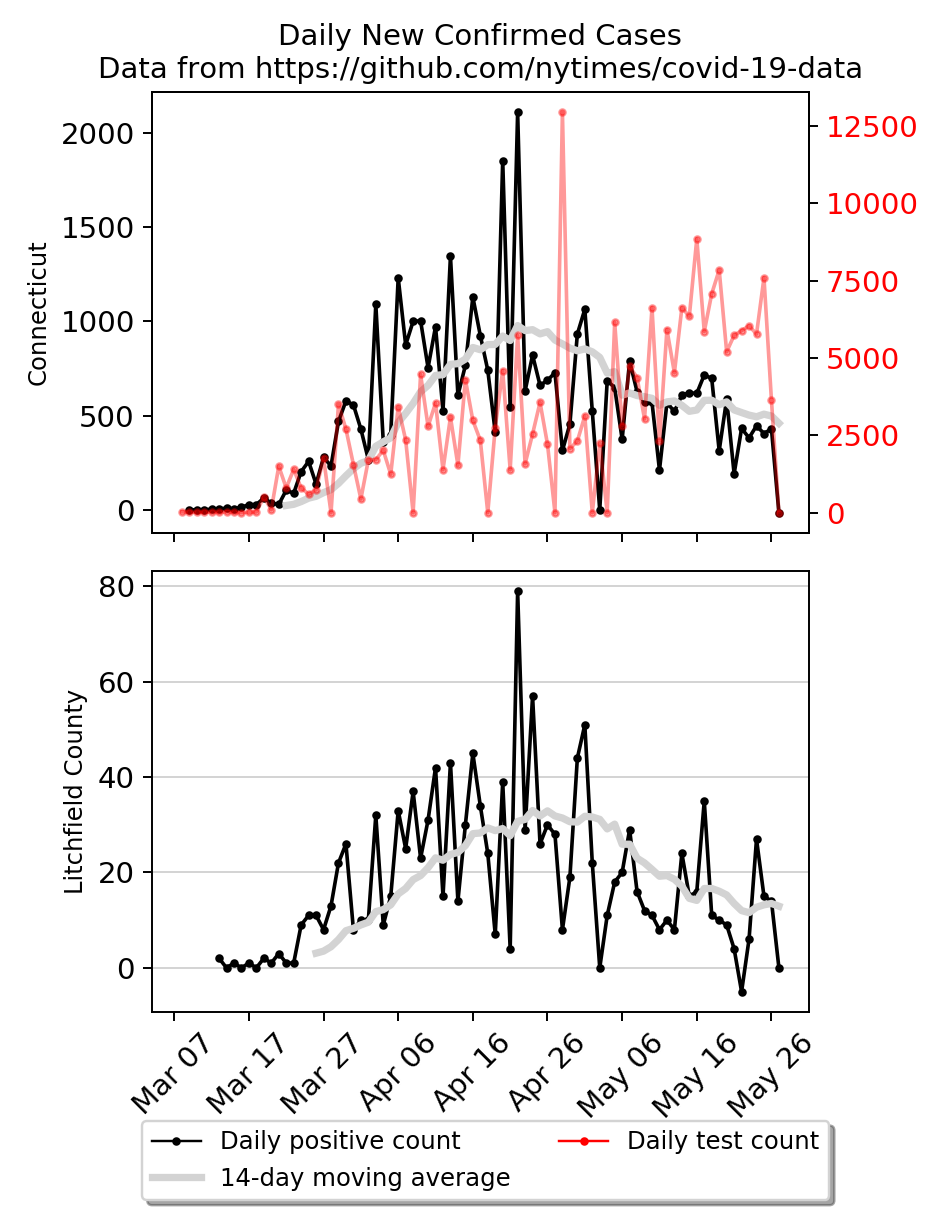 Daily New Confirmed Cases
Data from https://github.com/nytimes/covid-19-data
Connecticut
2000
1500
1000
500
0
12500
10000
7500
5000
2500
0
Litchfield County
80
60
40
20
0
Mar 07
Mar 17
Mar 27
Apr 06
Apr 16
Apr 26
May 06
May 16
May 26
Daily positive count
Daily test count
14-day moving average